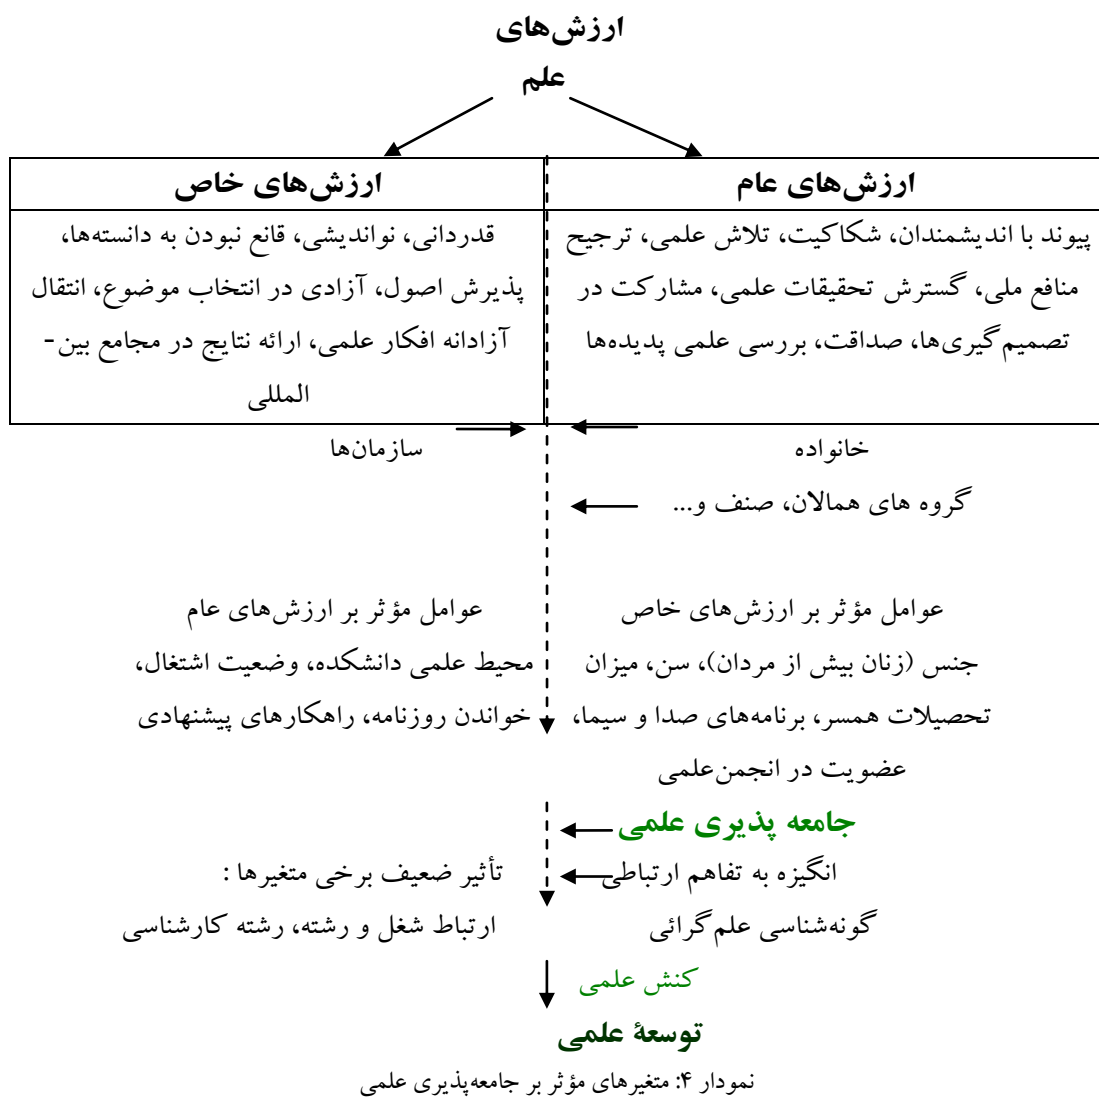 ارزش‌های
علم
ارزش‌های عام
ارزش‌های خاص
پیوند با اندیشمندان، شکاکیت، تلاش علمی، ترجیح
منافع ملی، گسترش تحقیقات علمی، مشارکت در
تصمیم‌گیری‌ها، صداقت، بررسی علمی پدیده‌ها
قدردانی، نواندیشی، قانع نبودن به دانسته‌ها،
پذیرش اصول، آزادی در انتخاب موضوع، انتقال
آزادانه افکار علمی، ارائه نتایج در مجامع بین-
المللی
خانواده
سازمان‌ها
گروه های همالان، صنف و...
عوامل مؤثر بر ارزش‌های خاص
جنس (زنان بیش از مردان)، سن، میزان
تحصیلات همسر، برنامه‌های صدا و سیما،
عضویت در انجمن‌علمی
عوامل مؤثر بر ارزش‌های عام
محیط علمی دانشکده، وضعیت اشتغال،
خواندن روزنامه، راهکارهای پیشنهادی
جامعه پذیری علمی
انگیزه به تفاهم ارتباطی
گونه‌شناسی علم‌گرائی
تأثیر ضعیف برخی متغیرها :
ارتباط شغل و رشته، رشته کارشناسی
کنش علمی
توسعهٔ علمی
نمودار ۴: متغیرهای مؤثر بر جامعه‌پذیری علمی